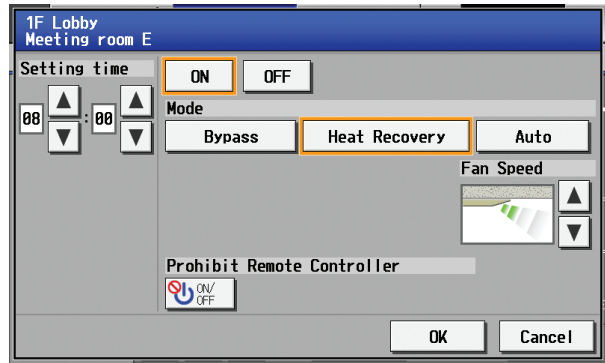 1F Lobby
Meeting room E
Setting time
ON OFF
08 : 00
Mode
Bypass Heat Recovery Auto
Fan Speed
Prohibit Remote Controller
ON/
OFF
OK Cancel